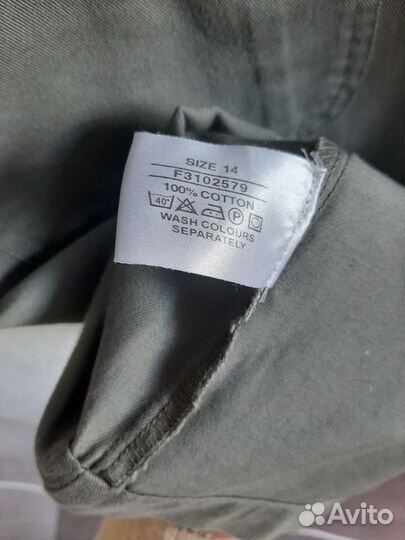 SIZE 14
F3102579
100% COTTON
40° P
WASH COLOURS
SEPARATELY
Avito